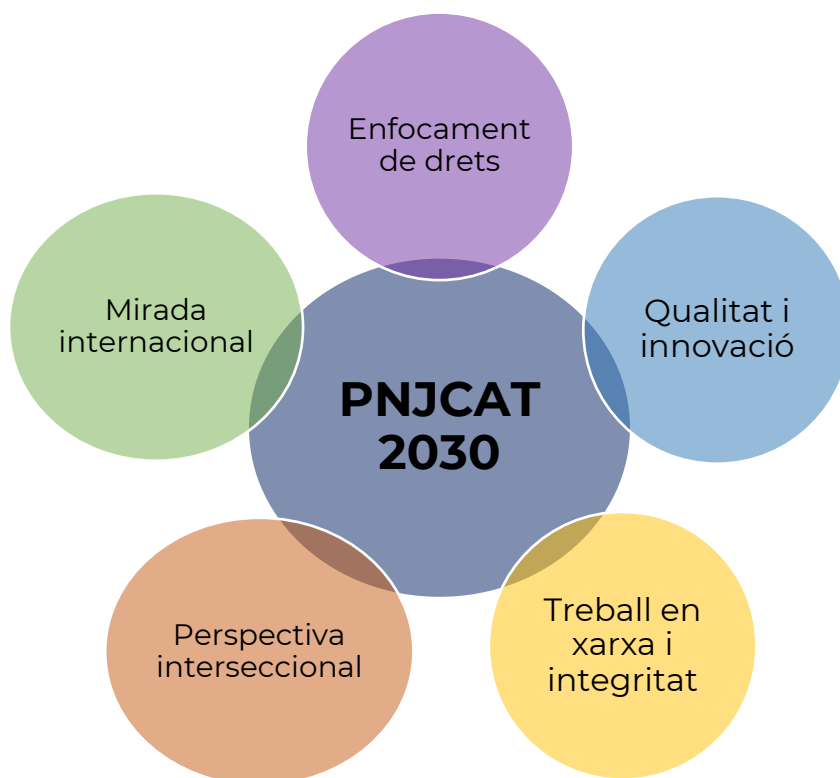 Enfocament
de drets
Mirada
internacional
Qualitat i
innovació
PNJCAT
2030
Perspectiva
interseccional
Treball en
xarxa i
integritat